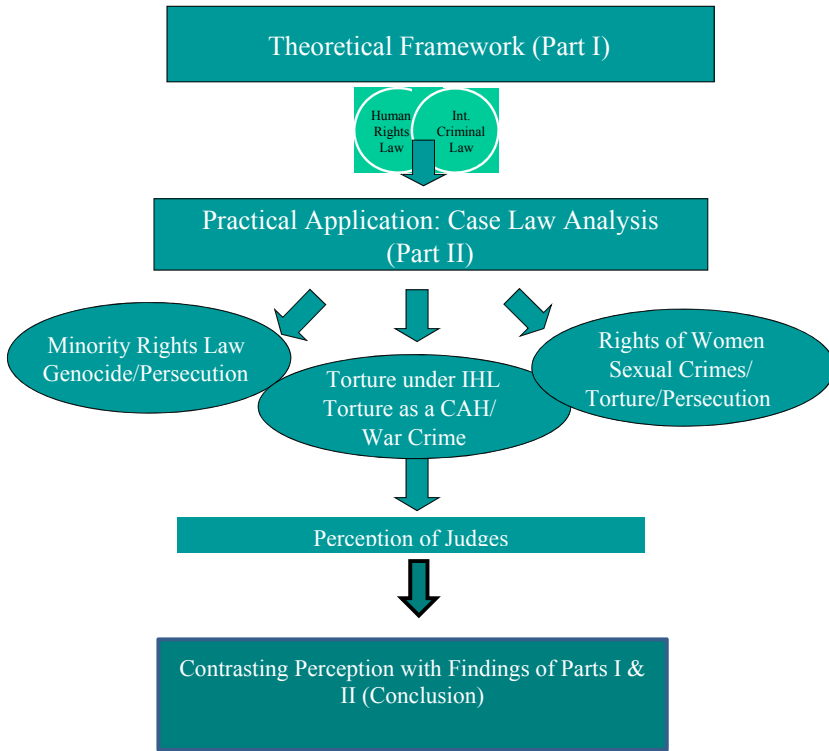 Theoretical Framework (Part I)
Human
Rights
Law
Int.
Criminal
Law
Practical Application: Case Law Analysis
(Part II)
Minority Rights Law
Genocide/Persecution
Torture under IHL
Torture as a CAH/
War Crime
Rights of Women
Sexual Crimes/
Torture/Persecution
Perception of Judges
Contrasting Perception with Findings of Parts I &
II (Conclusion)